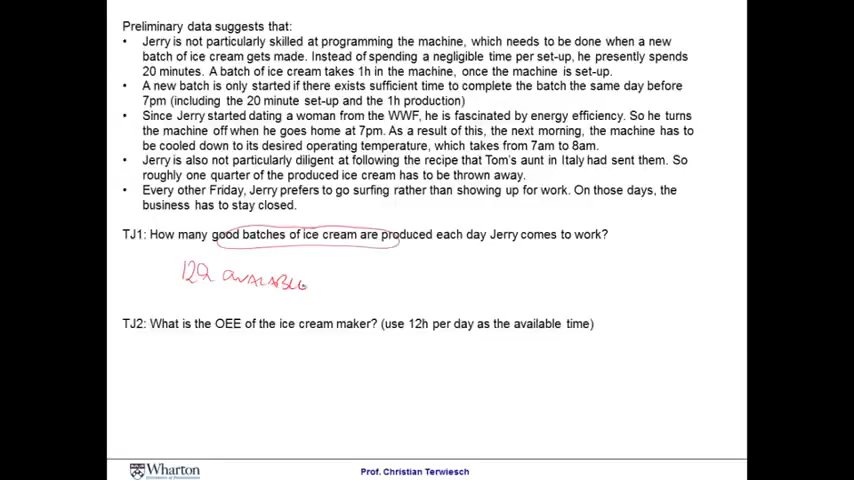 Preliminary data suggests that:
• Jerry is not particularly skilled at programming the machine, which needs to be done when a new
batch of ice cream gets made. Instead of spending a negligible time per set-up, he presently spends
20 minutes. A batch of ice cream takes 1h in the machine, once the machine is set-up.
• A new batch is only started if there exists sufficient time to complete the batch the same day before
7pm (including the 20 minute set-up and the 1h production)
• Since Jerry started dating a woman from the WWF, he is fascinated by energy efficiency. So he turns
the machine off when he goes home at 7pm. As a result of this, the next morning, the machine has to
be cooled down to its desired operating temperature, which takes from 7am to 8am.
• Jerry is also not particularly diligent at following the recipe that Tom's aunt in Italy had sent them. So
roughly one quarter of the produced ice cream has to be thrown away.
• Every other Friday, Jerry prefers to go surfing rather than showing up for work. On those days, the
business has to stay closed.
TJ1: How many good batches of ice cream are produced each day Jerry comes to work?
12h AVAILABLE
TJ2: What is the OEE of the ice cream maker? (use 12h per day as the available time)
Wharton
Prof. Christian Terwiesch